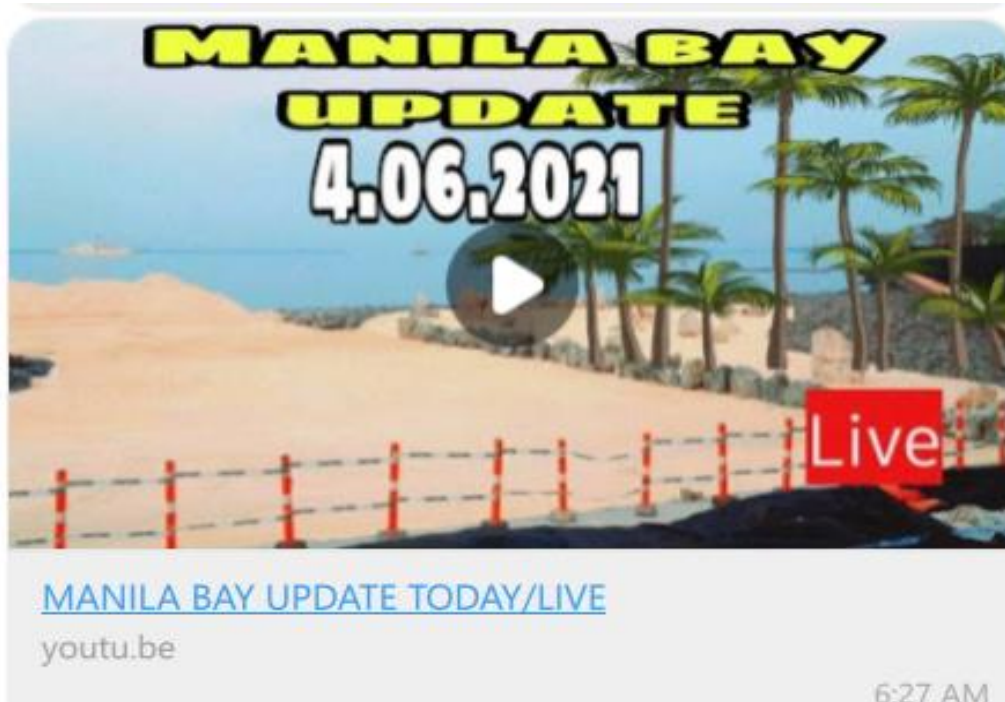 MANILA BAY
UPDATE
4.06.2021
Live
MANILA BAY UPDATE TODAY/LIVE
youtu.be
6:27 AM